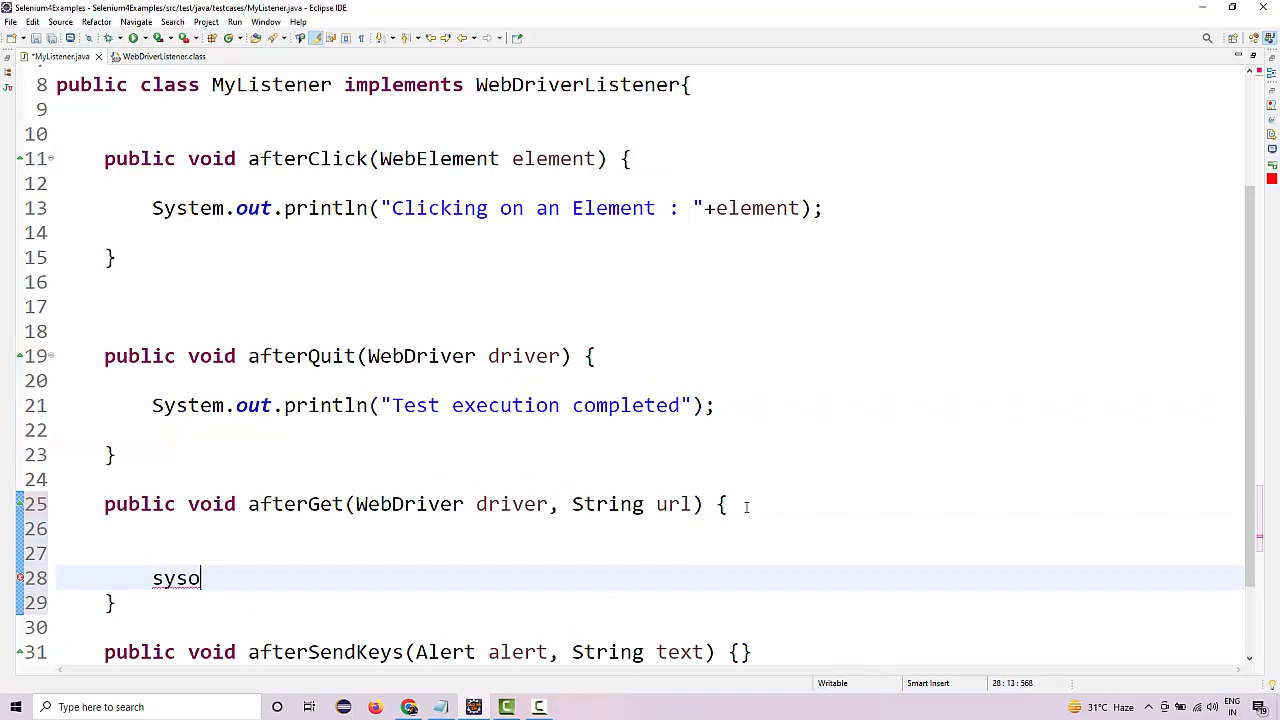 Selenium4Examples - Selenium4Examples/src/test/java/testcases/MyListener.java - Eclipse IDE
File Edit Source Refactor Navigate Search Project Run Window Help
*MyListener.java WebDriverListener.class
8 public class MyListener implements WebDriverListener{
9
10
11 public void afterClick(WebElement element) {
12
13 System.out.println("Clicking on an Element : "+element);
14
15 }
16
17
18
19 public void afterQuit(WebDriver driver) {
20
21 System.out.println("Test execution completed");
22
23 }
24
25 public void afterGet(WebDriver driver, String url) {
26
27
28 syso
29 }
30
31 public void afterSendKeys(Alert alert, String text) {}
Writable Smart Insert 28 : 13 : 568
Type here to search
31°C Haze
ENG
IN
19